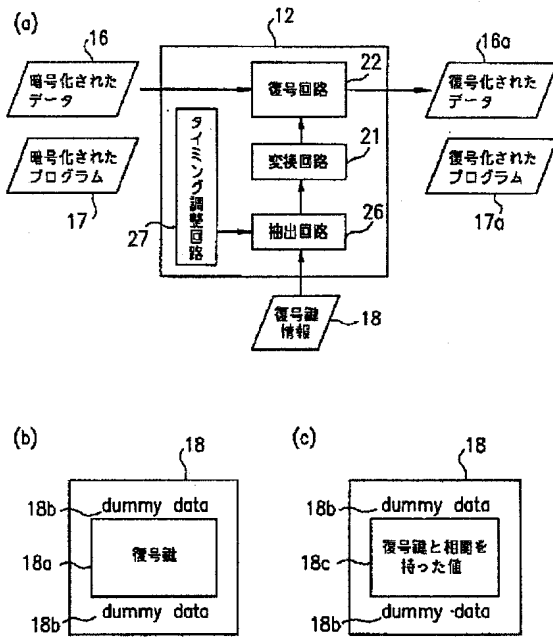 (a)
16
12
22
16a
暗号化された
データ
復号回路
復号化された
データ
暗号化された
プログラム
17
タイミング調整回路
27
変換回路
21
抽出回路
26
復号化された
プログラム
17a
復号鍵
情報
18
(b)
18
18b
dummy data
18a
復号鍵
18b
dummy data
(c)
18
18b
dummy data
18c
復号鍵と相関を
持った値
18b
dummy data